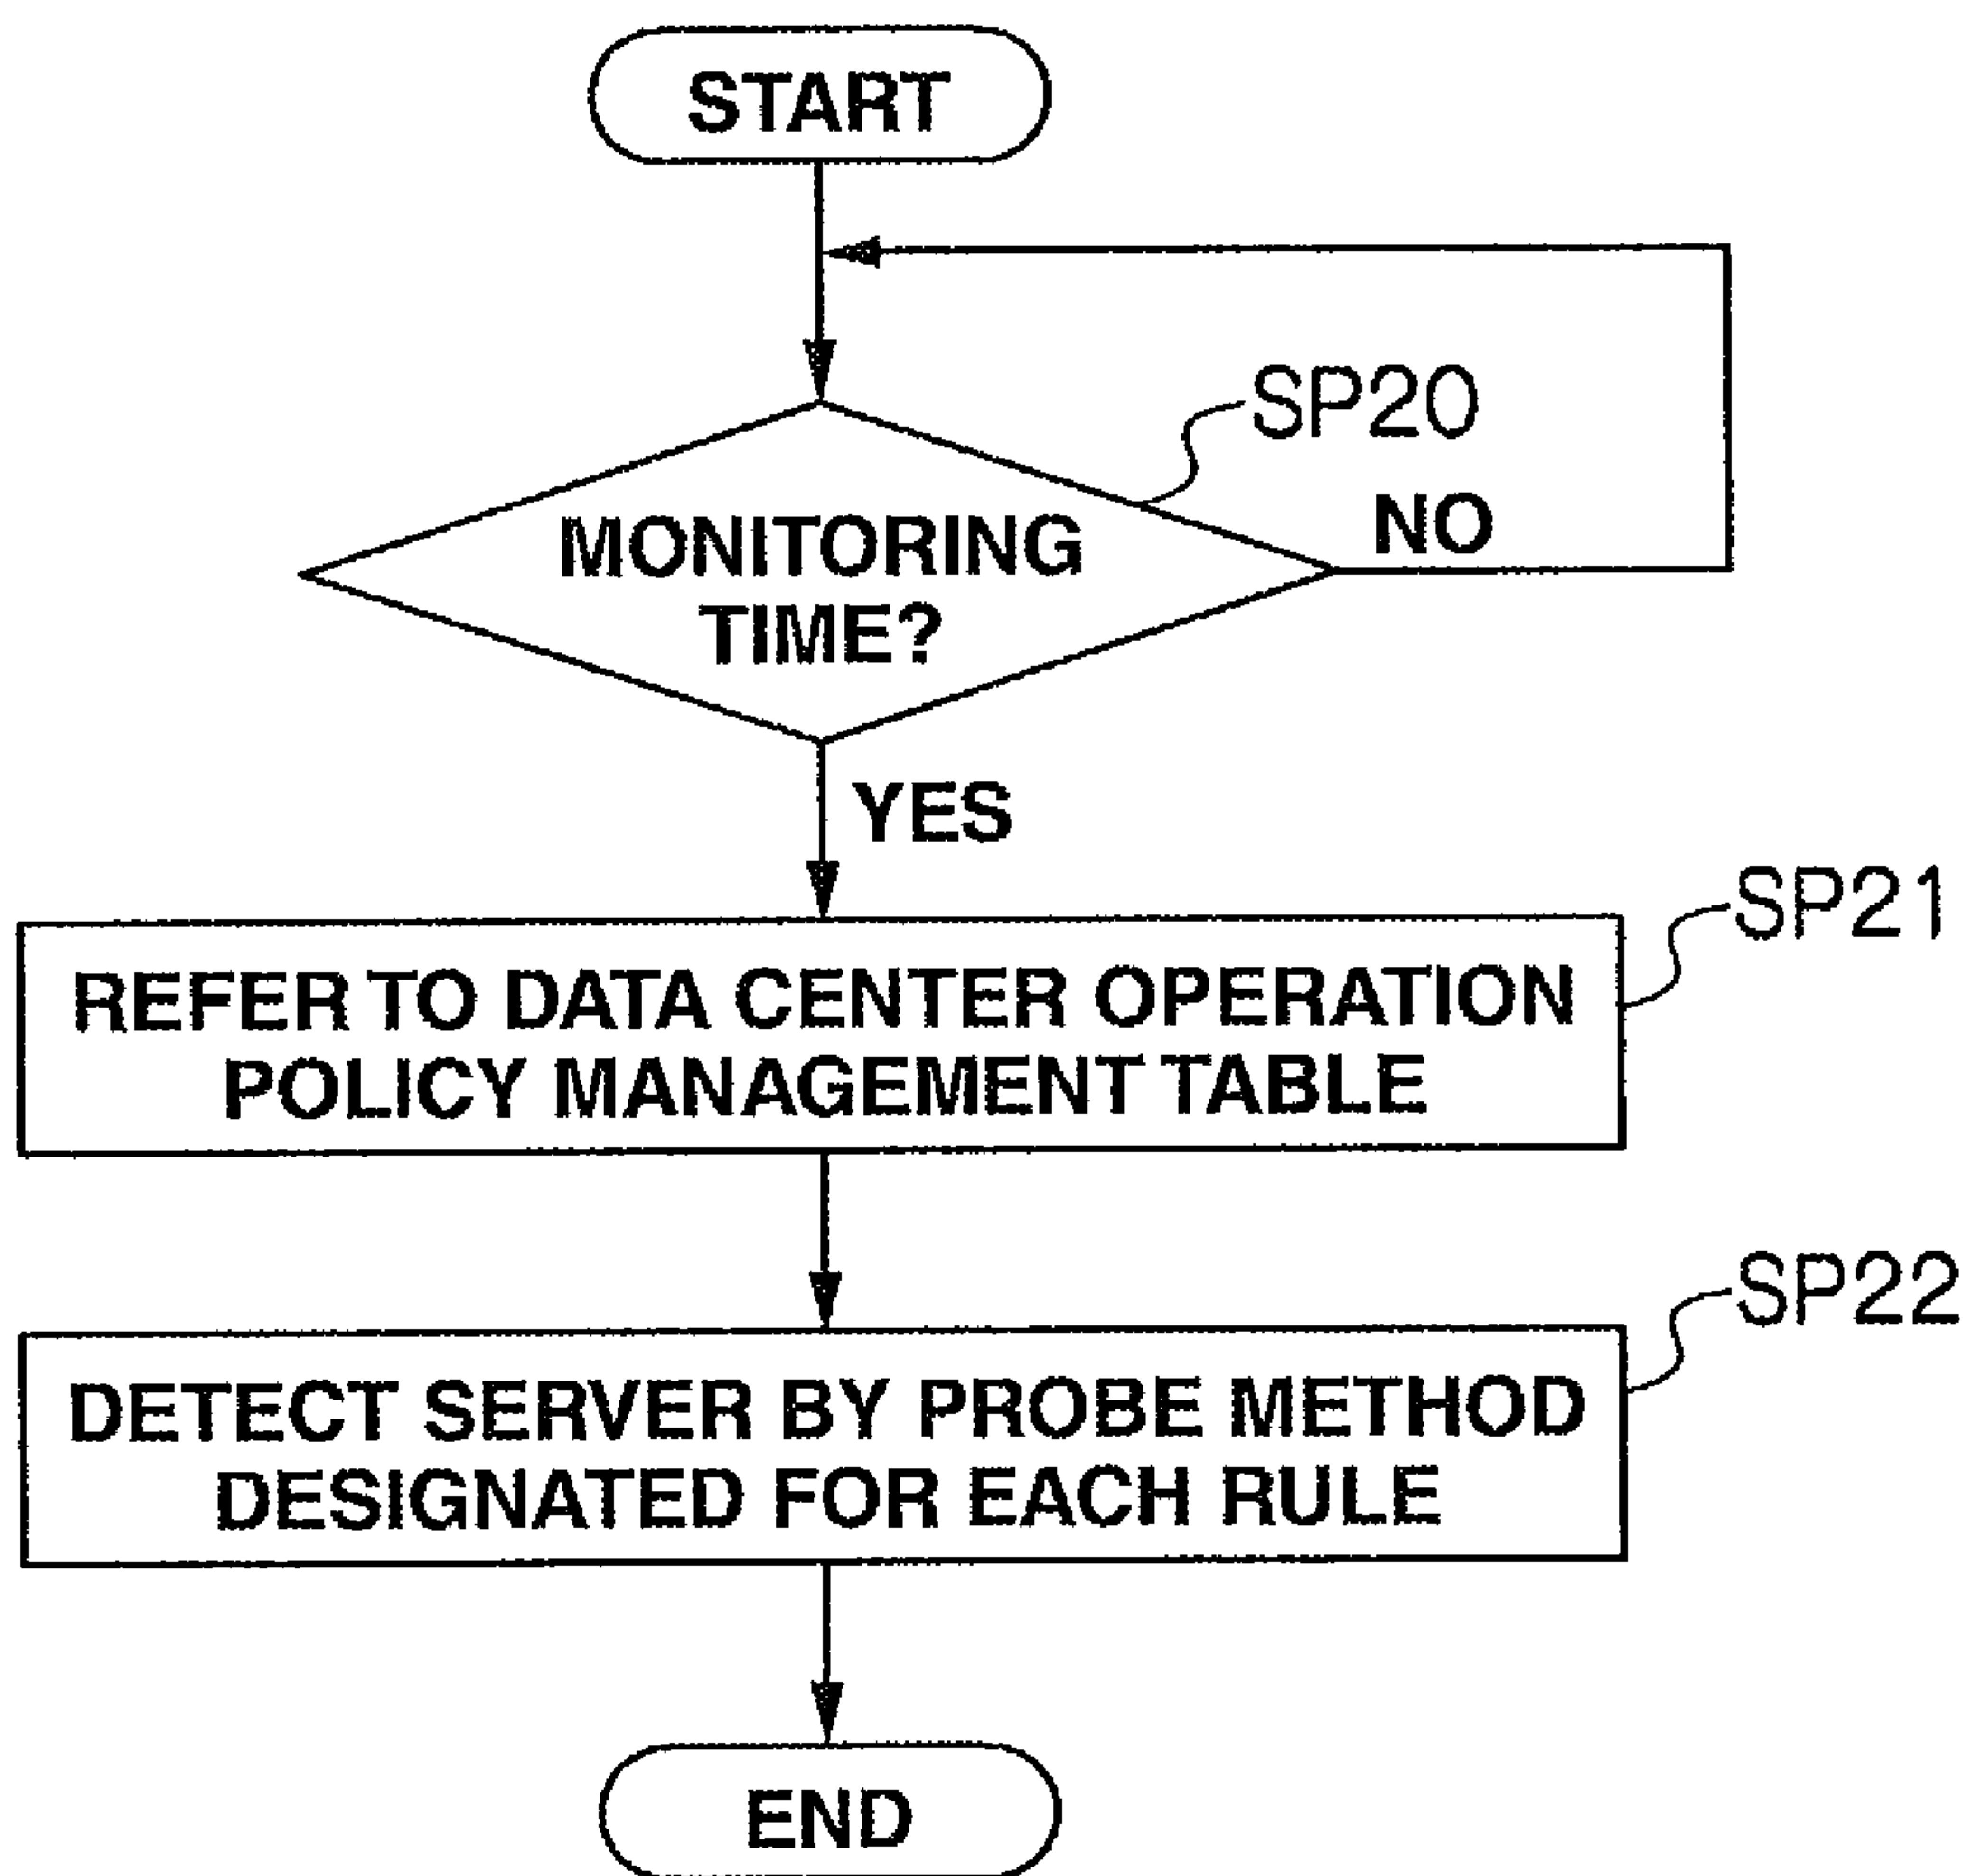 START
SP20
NO
MONITORING
TIME?
YES
SP21
REFER TO DATA CENTER OPERATION
POLICY MANAGEMENT TABLE
SP22
DETECT SERVER BY PROBE METHOD
DESIGNATED FOR EACH RULE
END